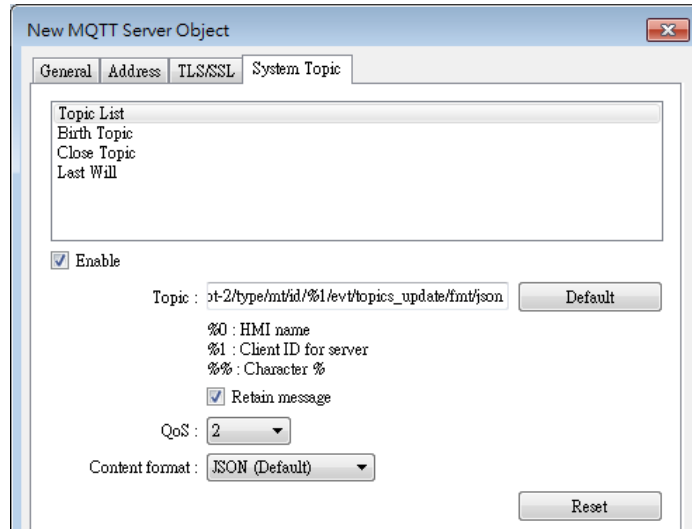 New MQTT Server Object
General Address TLS/SSL System Topic
Topic List
Birth Topic
Close Topic
Last Will
Enable
Topic : ot-2/type/mt/id/%1/evt/topics_update/fmt/json Default
%0 : HMI name
%1 : Client ID for server
%% : Character %
Retain message
QoS : 2
Content format : JSON (Default)
Reset